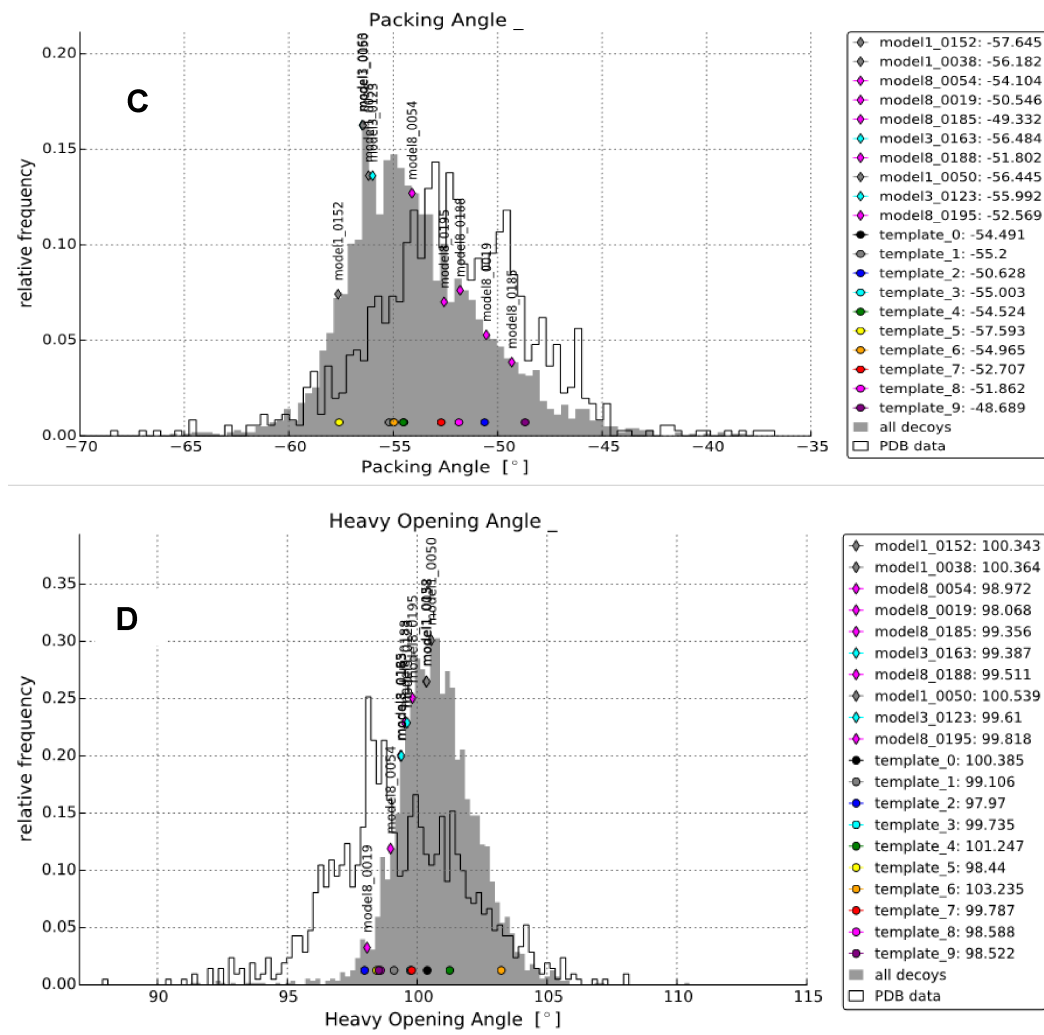 Packing Angle _
C
0.20
0.15
0.10
0.05
0.00
relative frequency
model1_0152
model8_0054
model8_0195
model8_0188
model8_0019
model8_0185
−70
−65
−60
−55
−50
−45
−40
−35
Packing Angle [°]
model1_0152: -57.645
model1_0038: -56.182
model8_0054: -54.104
model8_0019: -50.546
model8_0185: -49.332
model3_0163: -56.484
model8_0188: -51.802
model1_0050: -56.445
model3_0123: -55.992
model8_0195: -52.569
template_0: -54.491
template_1: -55.2
template_2: -50.628
template_3: -55.003
template_4: -54.524
template_5: -57.593
template_6: -54.965
template_7: -52.707
template_8: -51.862
template_9: -48.689
all decoys
PDB data
Heavy Opening Angle _
D
0.35
0.30
0.25
0.20
0.15
0.10
0.05
0.00
relative frequency
model8_0019
model8_0054
model8_0195
model1_0050
90
95
100
105
110
115
Heavy Opening Angle [°]
model1_0152: 100.343
model1_0038: 100.364
model8_0054: 98.972
model8_0019: 98.068
model8_0185: 99.356
model3_0163: 99.387
model8_0188: 99.511
model1_0050: 100.539
model3_0123: 99.61
model8_0195: 99.818
template_0: 100.385
template_1: 99.106
template_2: 97.97
template_3: 99.735
template_4: 101.247
template_5: 98.44
template_6: 103.235
template_7: 99.787
template_8: 98.588
template_9: 98.522
all decoys
PDB data